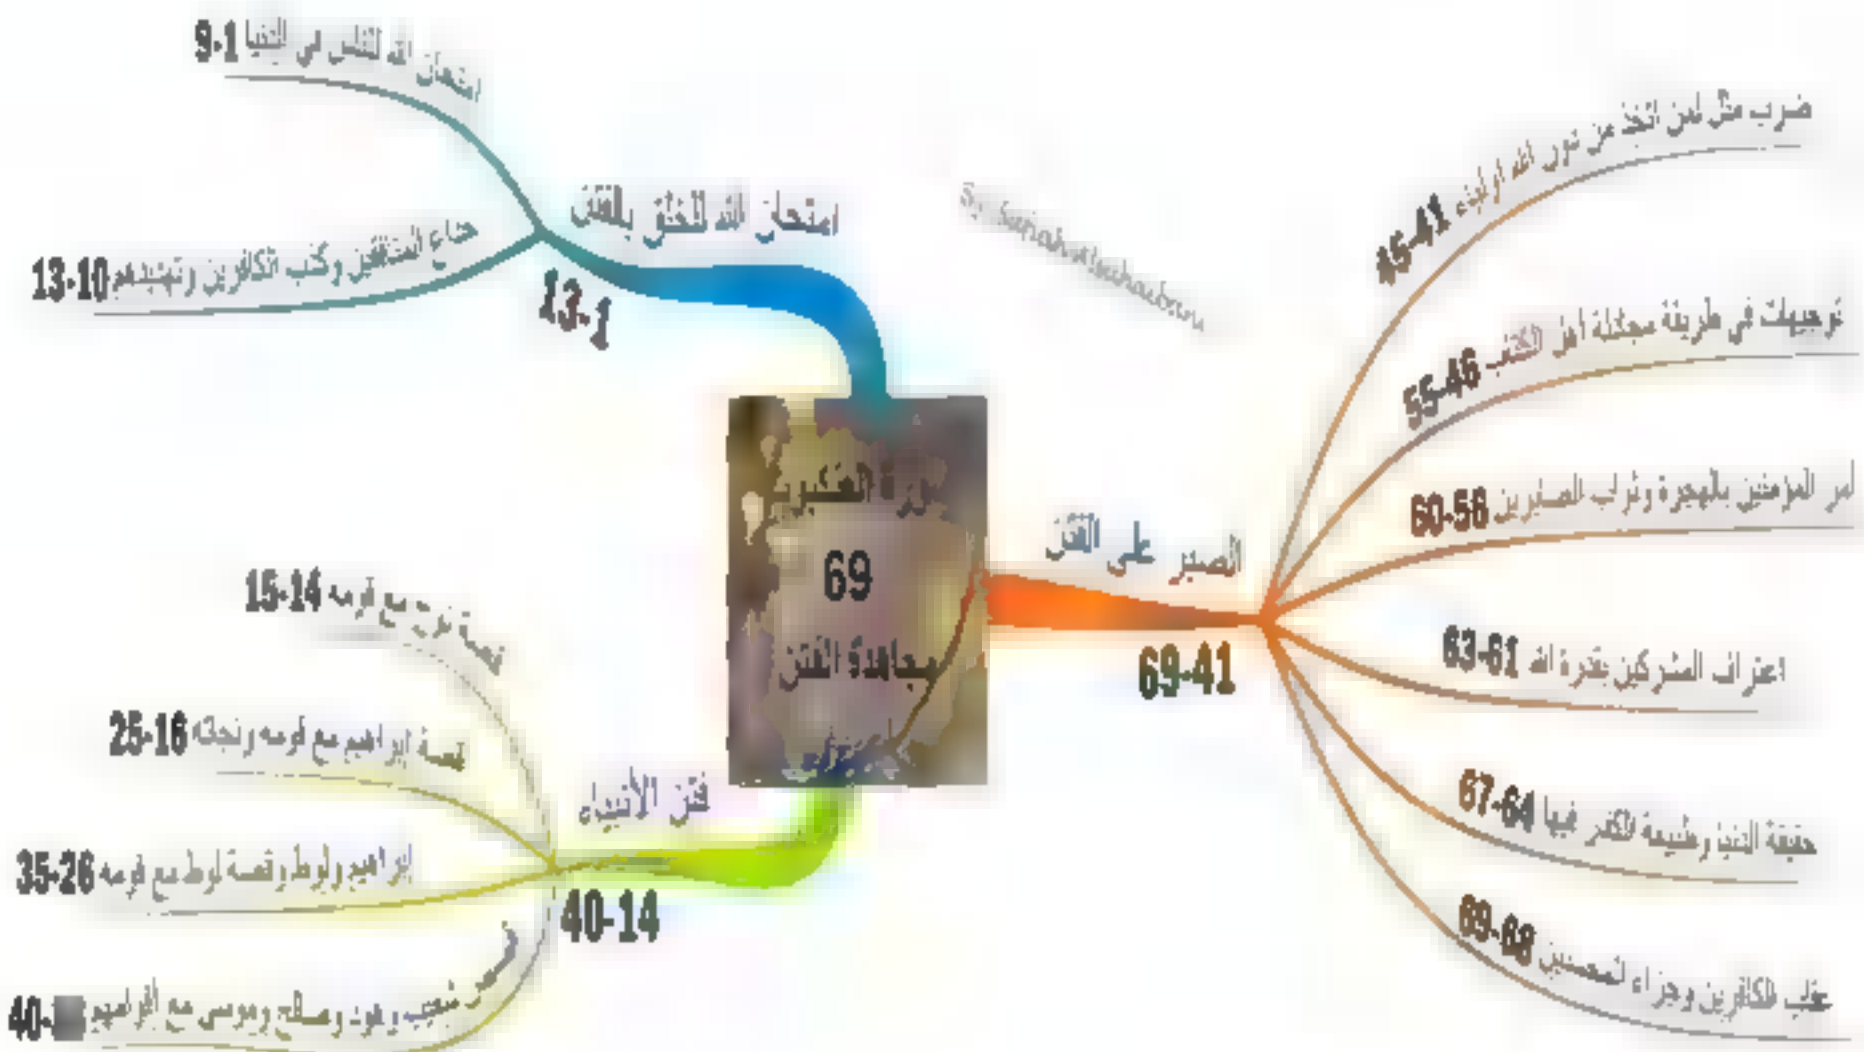 سورة العنكبوت
69
مجاهدة الفتن
امتحان الله للخلق بالفتن
13-1
امتحان الله للناس في الدنيا 9-1
المنافقين وكذب الكافرين وتهديدهم 13-10
الصبر على الفتن
69-41
ضرب مثل لمن اتخذ من دون الله اولياء 45-41
توجيهات في طريقة مجادلة أهل الكتاب 55-46
أمر المؤمنين بالهجرة وثواب الصابرين 60-56
اعتراف المشركين بقدرة الله 63-61
حقيقة الدنيا وطبيعة الكفر فيها 67-64
عقاب الكافرين وجزاء المحسنين 69-68
فتن الأنبياء
40-14
قصة نوح مع قومه 15-14
قصة إبراهيم مع قومه ونجاته 25-16
إبراهيم ولوط وقصة لوط مع قومه 35-26
شعيب وهود وصالح وموسى مع أقوامهم 40-
By